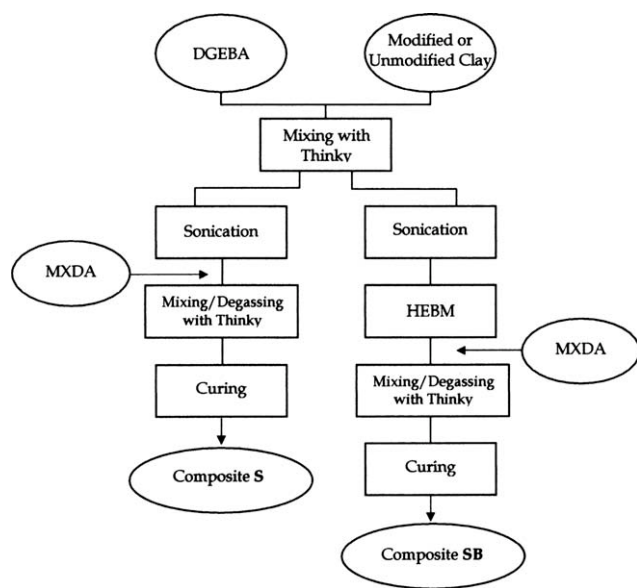 DGEBA
Modified or
Unmodified Clay
Mixing with
Thinky
Sonication
MXDA
Mixing/Degassing
with Thinky
Curing
Composite S
Sonication
HEBM
MXDA
Mixing/Degassing
with Thinky
Curing
Composite SB